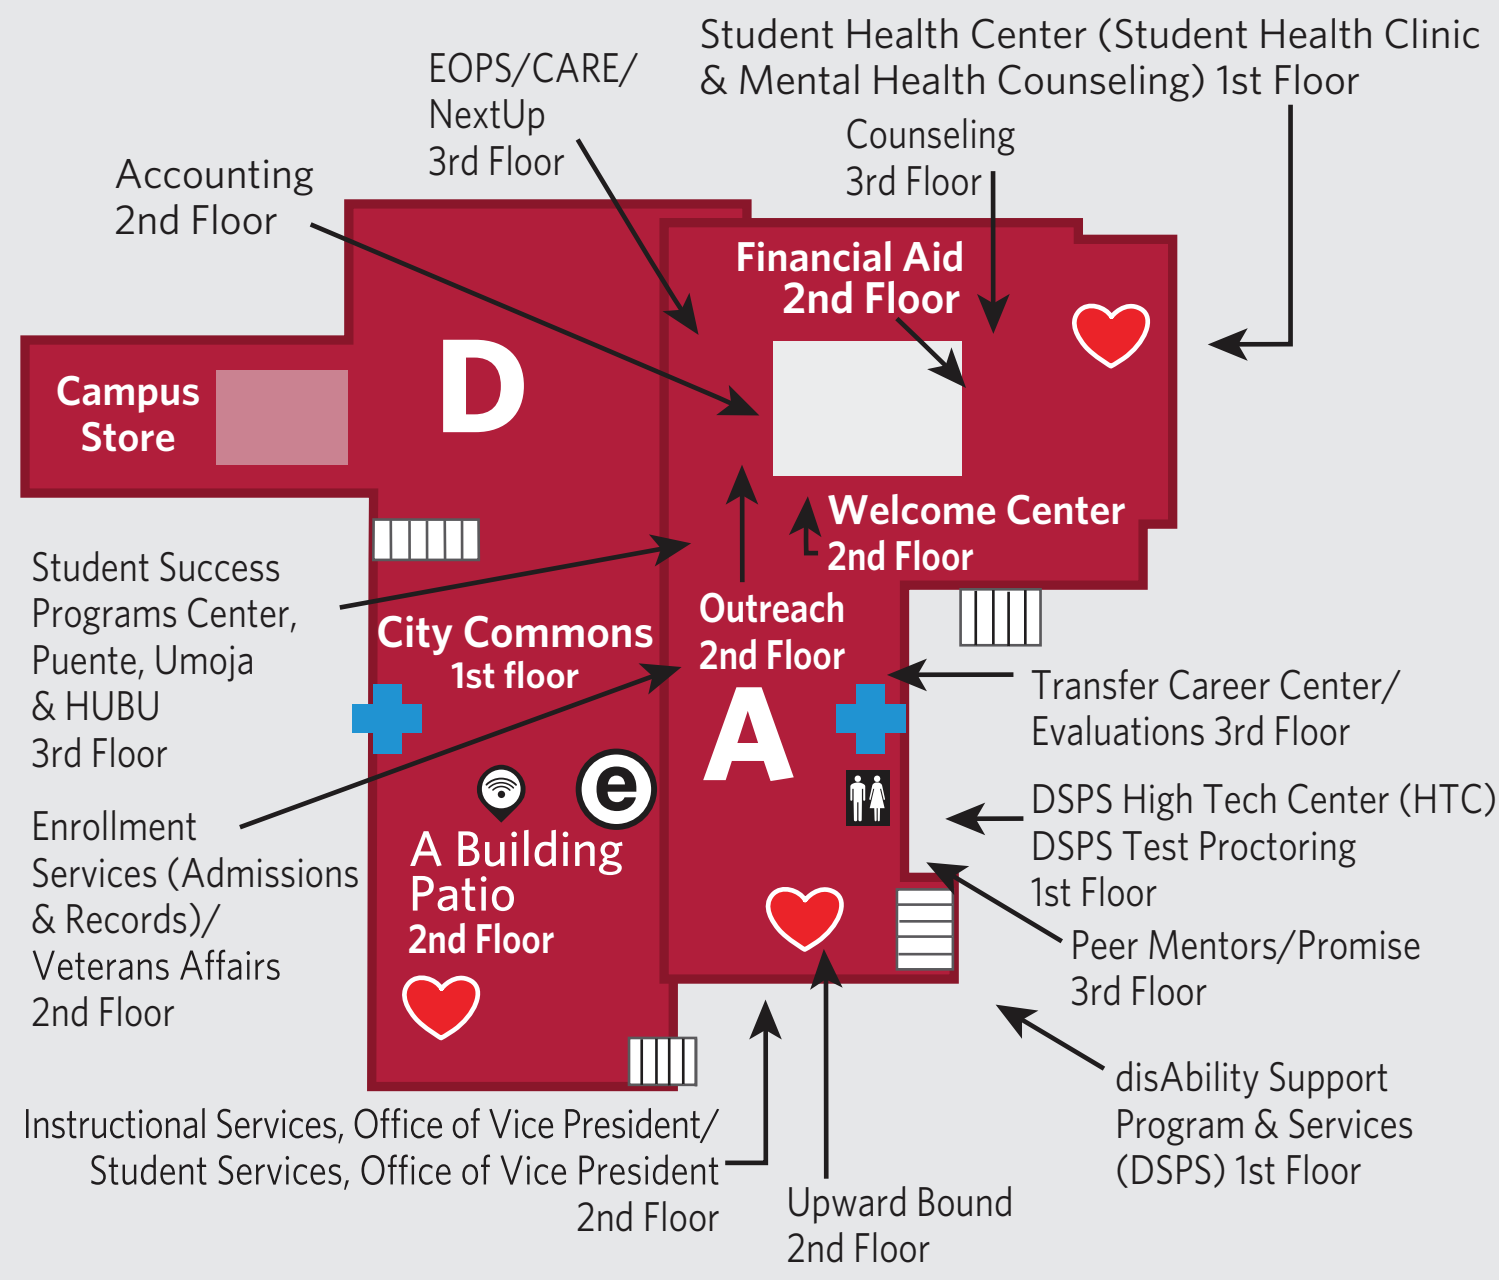 Student Health Center (Student Health Clinic
& Mental Health Counseling) 1st Floor
EOPS/CARE/
NextUp
3rd Floor
Counseling
3rd Floor
Accounting
2nd Floor
Financial Aid
2nd Floor
D
Campus
Store
Welcome Center
2nd Floor
Student Success
Programs Center,
Puente, Umoja
& HUBU
3rd Floor
City Commons
1st floor
Outreach
2nd Floor
A
Transfer Career Center/
Evaluations 3rd Floor
e
A Building
Patio
2nd Floor
DSPS High Tech Center (HTC)
DSPS Test Proctoring
1st Floor
Enrollment
Services (Admissions
& Records)/
Veterans Affairs
2nd Floor
Peer Mentors/Promise
3rd Floor
disAbility Support
Program & Services
(DSPS) 1st Floor
Instructional Services, Office of Vice President/
Student Services, Office of Vice President
2nd Floor
Upward Bound
2nd Floor